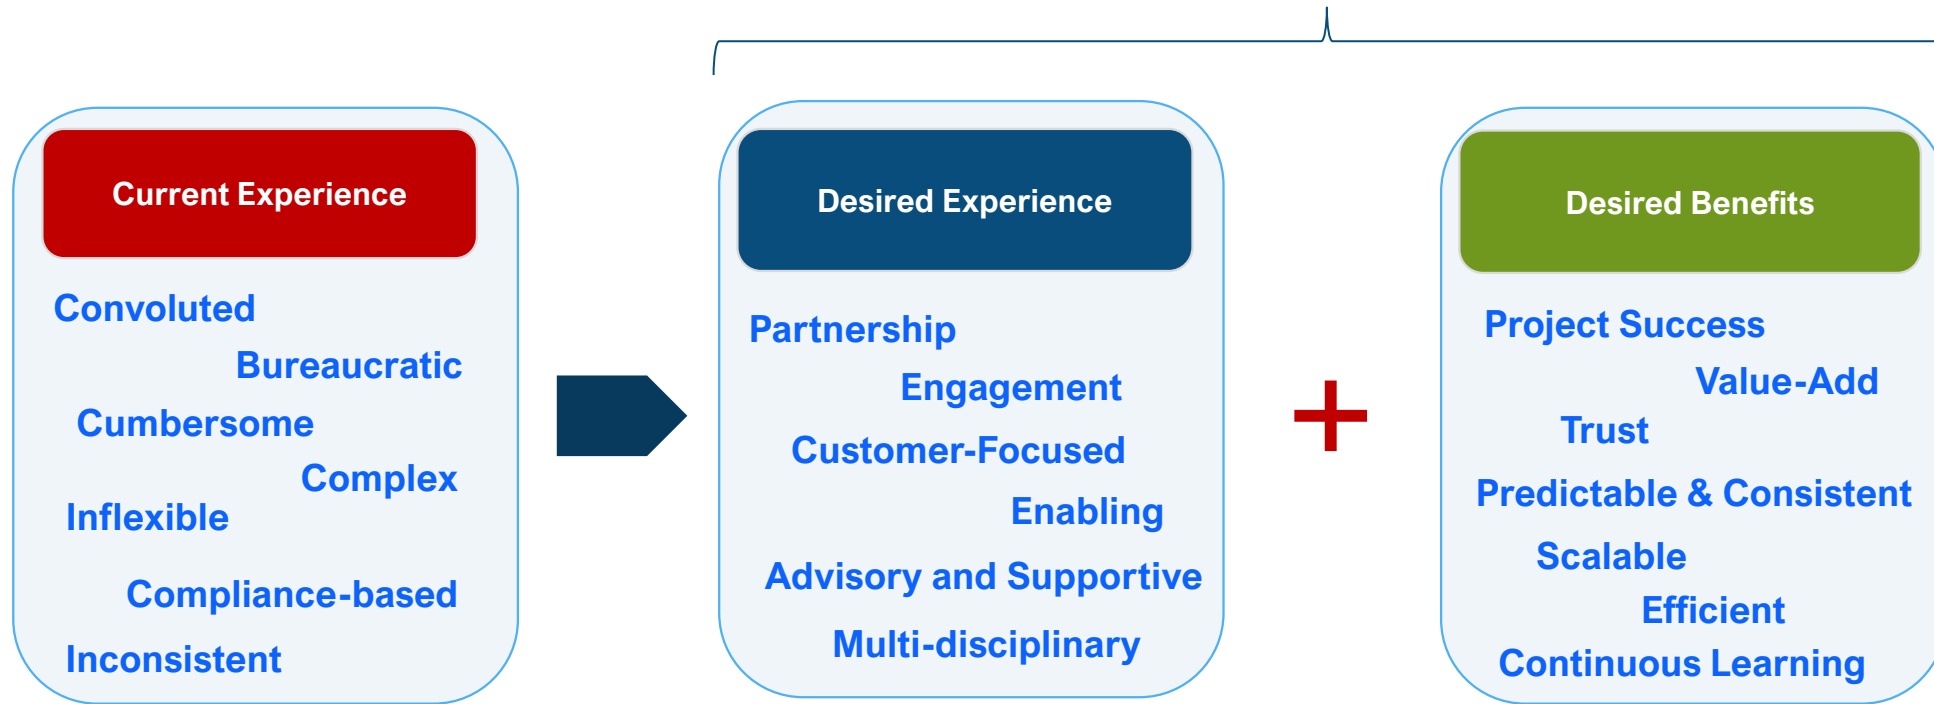 Current Experience
Convoluted
Bureaucratic
Cumbersome
Complex
Inflexible
Compliance-based
Inconsistent
Desired Experience
Partnership
Engagement
Customer-Focused
Enabling
Advisory and Supportive
Multi-disciplinary
Desired Benefits
Project Success
Value-Add
Trust
Predictable & Consistent
Scalable
Efficient
Continuous Learning